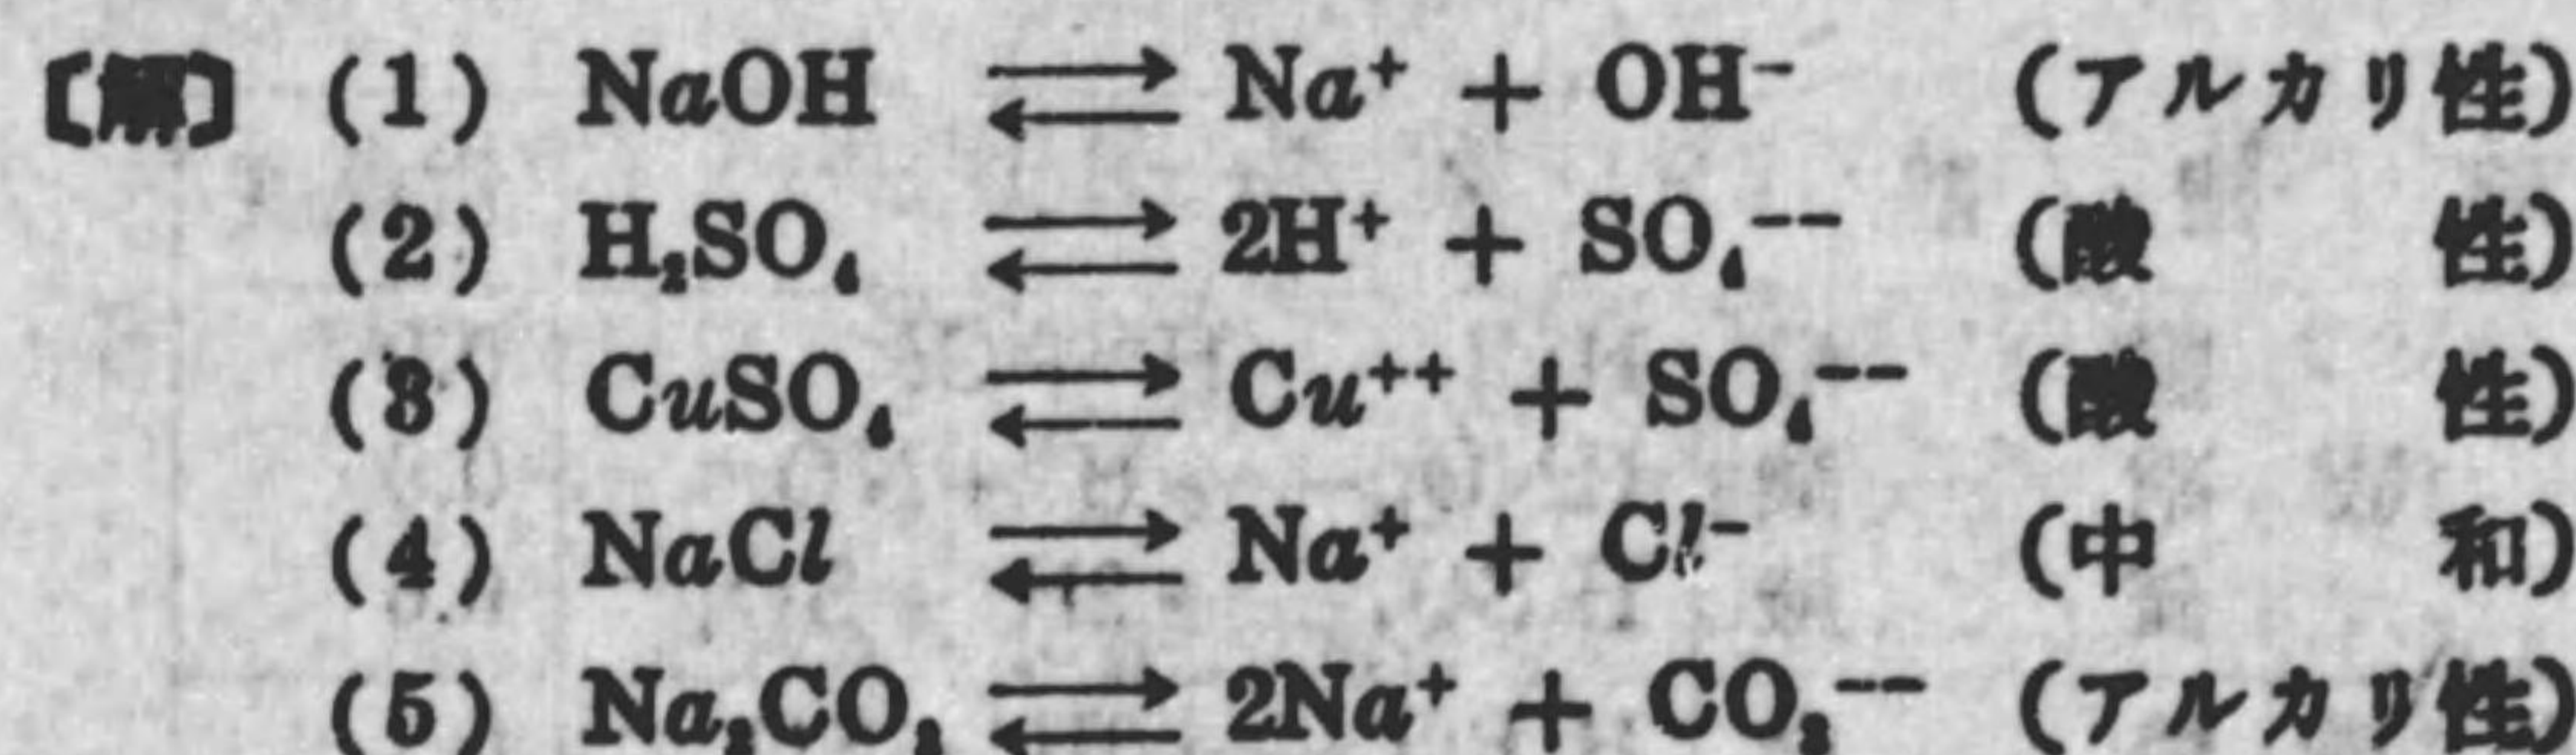 〔解〕 (1) NaOH ⇄ Na⁺ + OH⁻ (アルカリ性)
(2) H₂SO₄ ⇄ 2H⁺ + SO₄⁻⁻ (酸性)
(3) CuSO₄ ⇄ Cu⁺⁺ + SO₄⁻⁻ (酸性)
(4) NaCl ⇄ Na⁺ + Cl⁻ (中和)
(5) Na₂CO₃ ⇄ 2Na⁺ + CO₃⁻⁻ (アルカリ性)